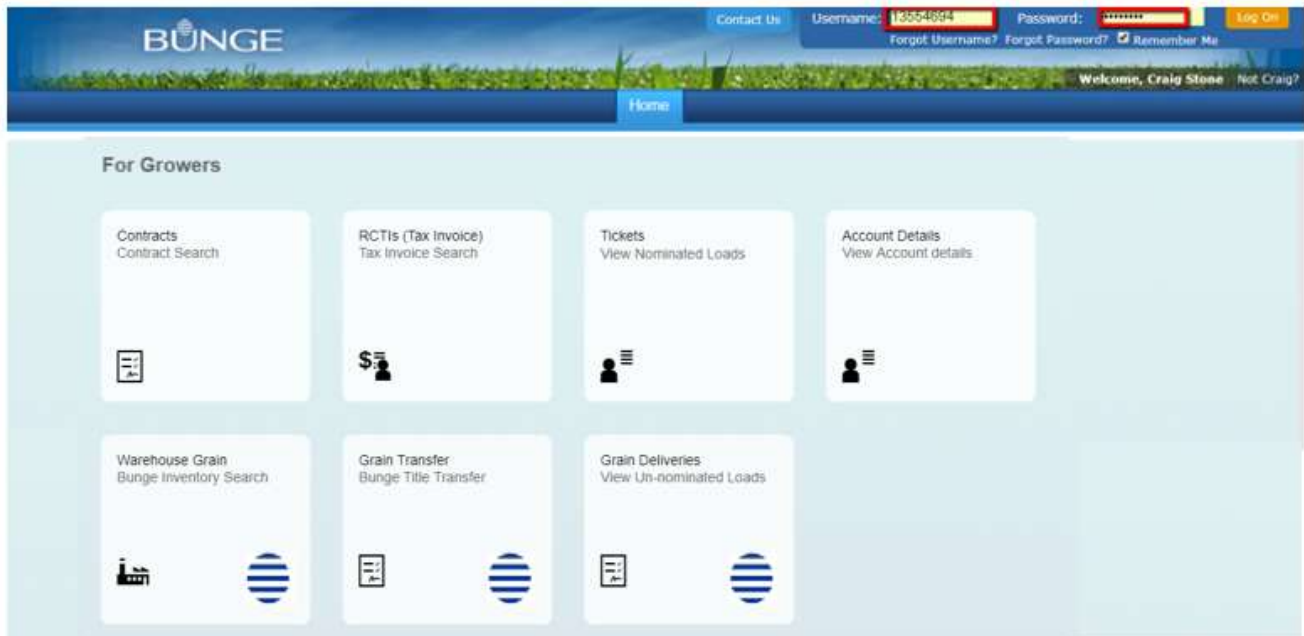 BUNGE
Contact Us
Username: 13554694 Password: •••••••• Log On
Forgot Username? Forgot Password? Remember Me
Welcome, Craig Stone Not Craig?
Home
For Growers
Contracts
Contract Search
RCTIs (Tax Invoice)
Tax Invoice Search
Tickets
View Nominated Loads
Account Details
View Account details
Warehouse Grain
Bunge Inventory Search
Grain Transfer
Bunge Title Transfer
Grain Deliveries
View Un-nominated Loads